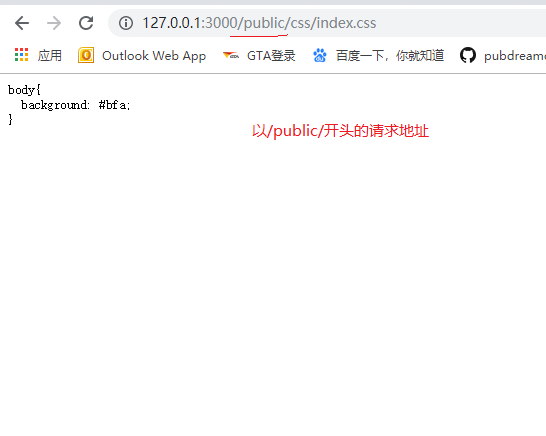 127.0.0.1:3000/public/css/index.css
应用 Outlook Web App GTA登录 百度一下，你就知道 pubdream
body{
background: #bfa;
}
以/public/开头的请求地址